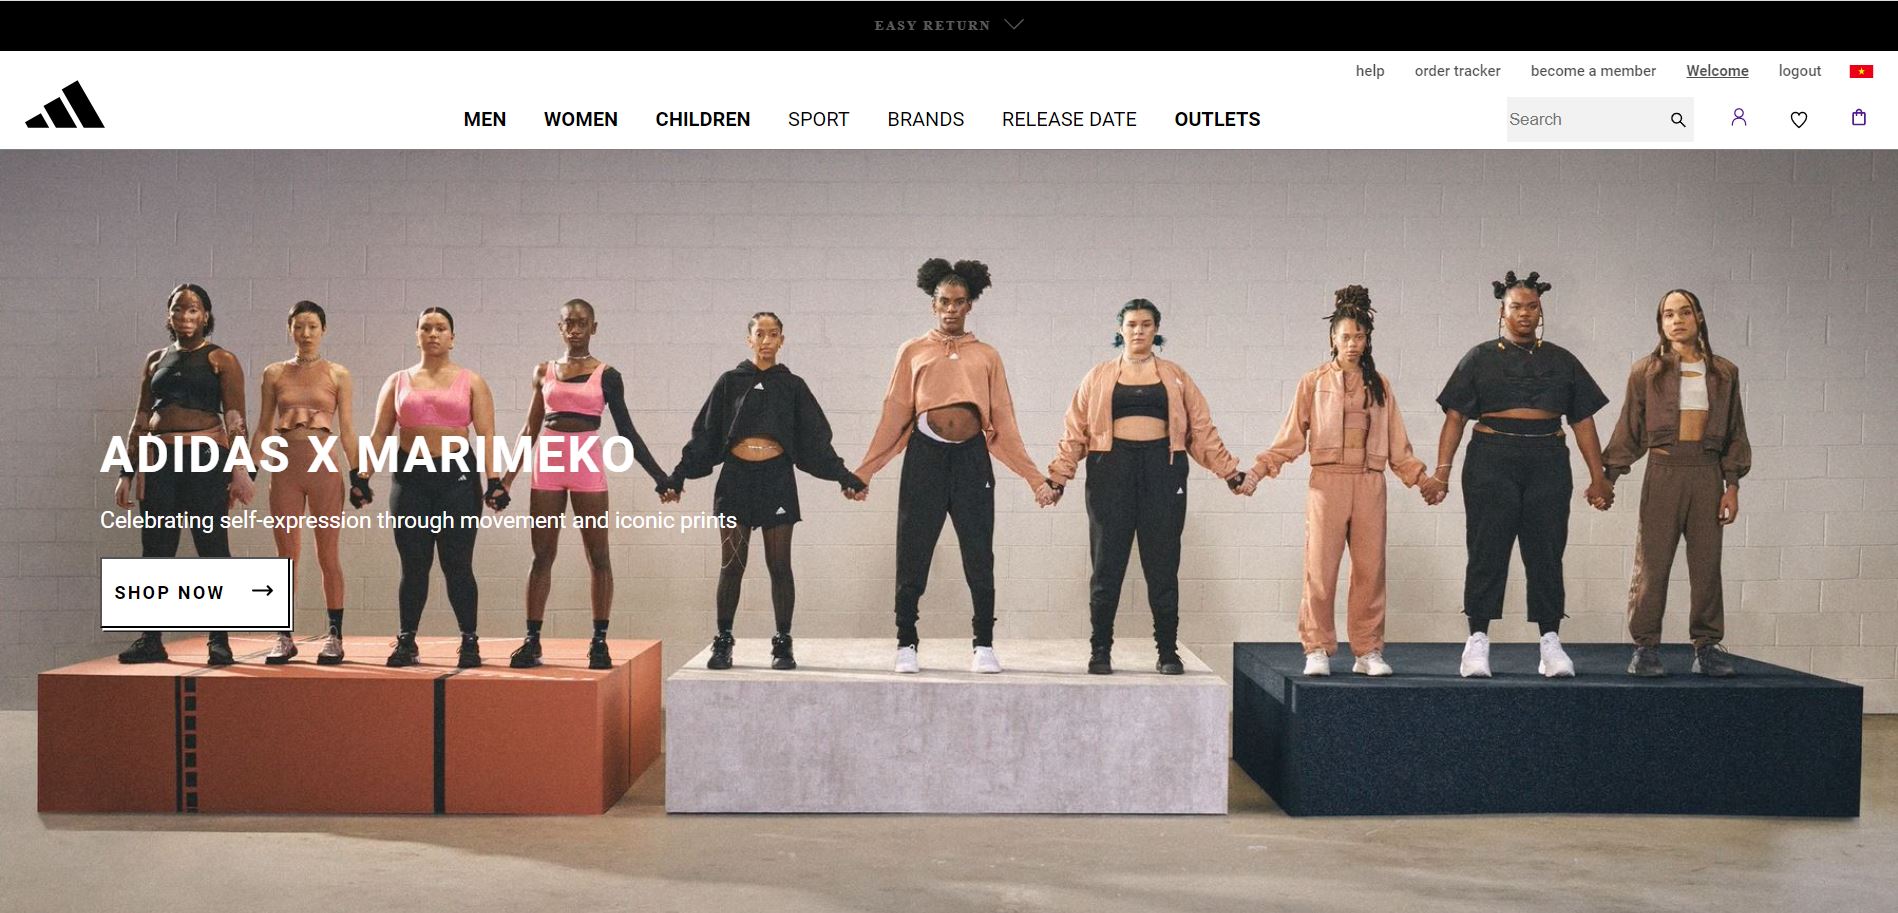 EASY RETURN
help order tracker become a member Welcome logout
MEN WOMEN CHILDREN SPORT BRANDS RELEASE DATE OUTLETS
Search
ADIDAS X MARIMEKO
Celebrating self-expression through movement and iconic prints
SHOP NOW